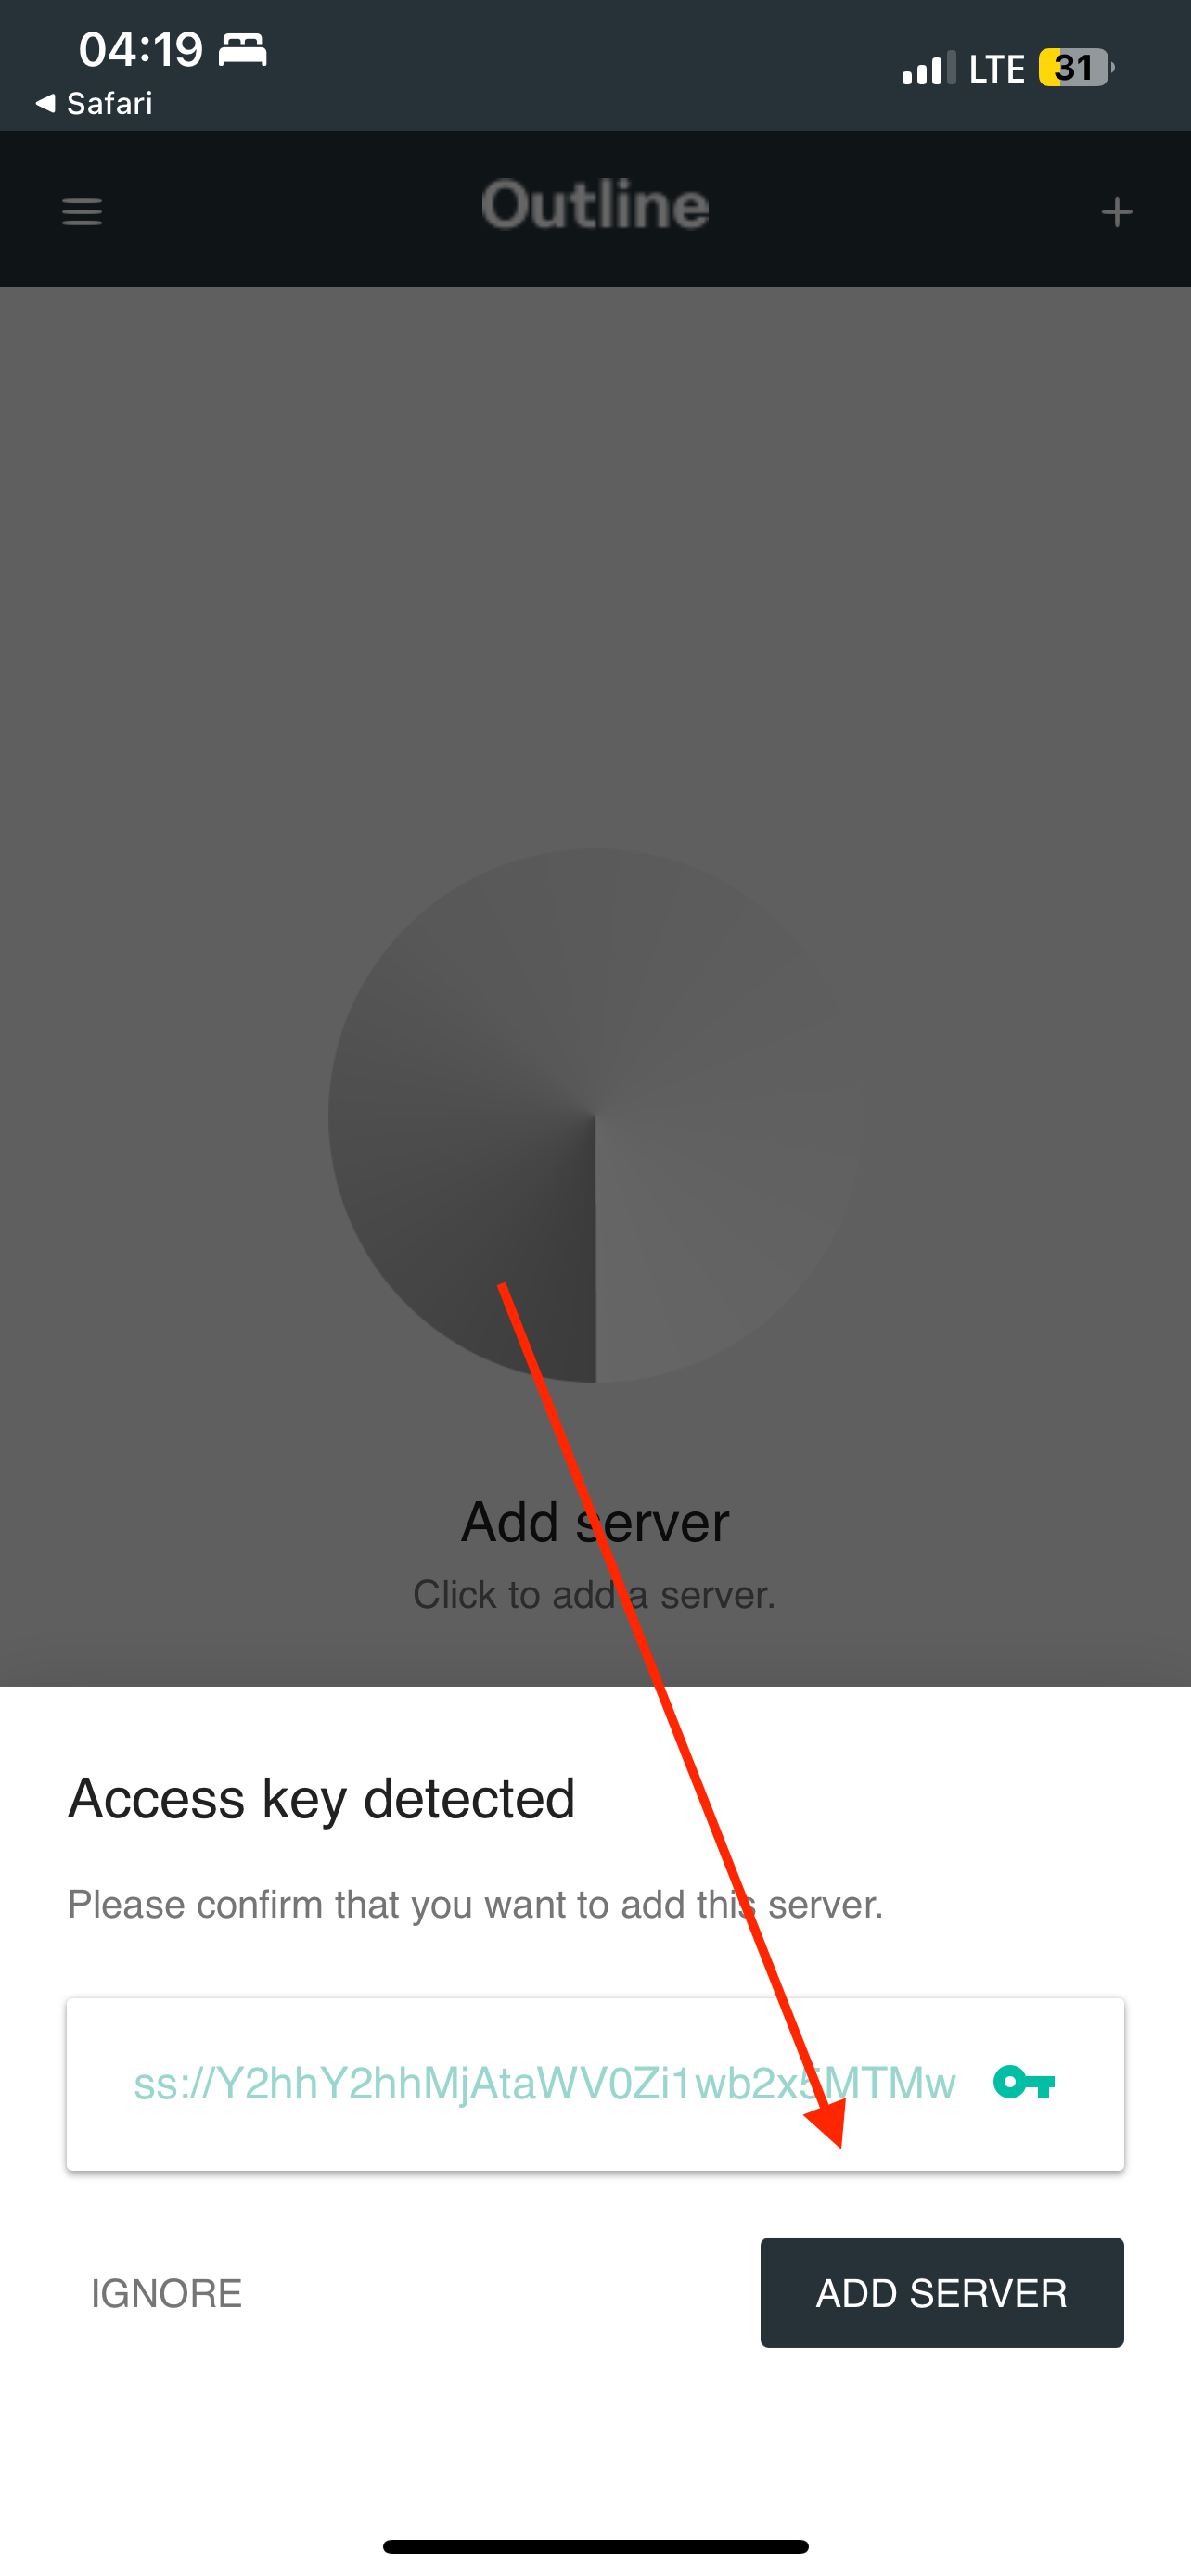 04:19
LTE 31
Safari
Outline
Add server
Click to add a server.
Access key detected
Please confirm that you want to add this server.
ss://Y2hhY2hhMjAtaWV0Zi1wb2x5MTMw
IGNORE
ADD SERVER